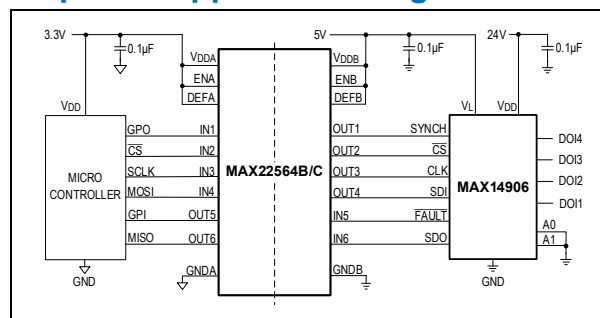 3.3V
0.1µF
5V
0.1µF
24V
0.1µF
VDDA
ENA
DEFA
VDDB
ENB
DEFB
VDD
MICRO
CONTROLLER
GPO
CS
SCLK
MOSI
GPI
MISO
IN1
IN2
IN3
IN4
OUT5
OUT6
GNDA
MAX22564B/C
OUT1
OUT2
OUT3
OUT4
IN5
IN6
GNDB
SYNCH
CS
CLK
SDI
FAULT
SDO
VL
VDD
MAX14906
DOI4
DOI3
DOI2
DOI1
A0
A1
GND
GND